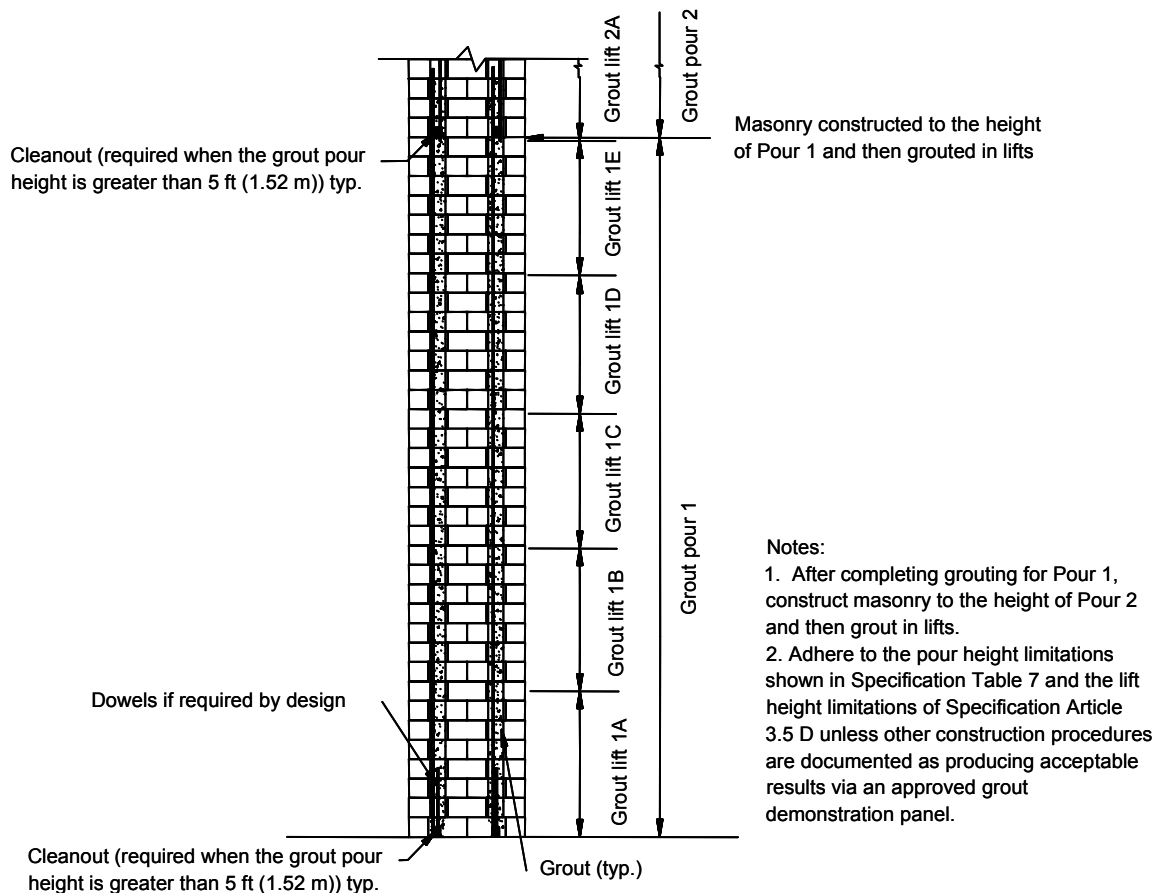 Grout lift 2A
Grout pour 2
Masonry constructed to the height
of Pour 1 and then grouted in lifts
Cleanout (required when the grout pour
height is greater than 5 ft (1.52 m)) typ.
Grout lift 1E
Grout lift 1D
Grout lift 1C
Grout pour 1
Grout lift 1B
Notes:
1. After completing grouting for Pour 1,
construct masonry to the height of Pour 2
and then grout in lifts.
2. Adhere to the pour height limitations
shown in Specification Table 7 and the lift
height limitations of Specification Article
3.5 D unless other construction procedures
are documented as producing acceptable
results via an approved grout
demonstration panel.
Dowels if required by design
Grout lift 1A
Cleanout (required when the grout pour
height is greater than 5 ft (1.52 m)) typ.
Grout (typ.)